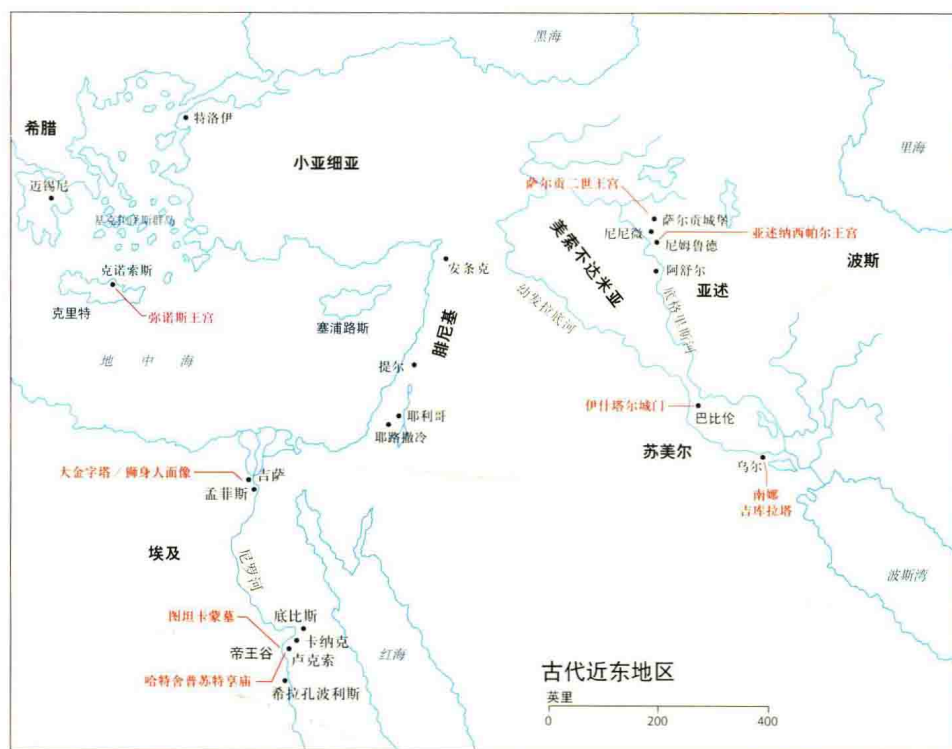 黑海
里海
特洛伊
希腊
小亚细亚
迈锡尼
基克拉泽斯群岛
萨尔贡二世王宫
萨尔贡城堡
尼尼微
尼姆鲁德
亚述纳西帕尔王宫
美索不达米亚
波斯
克诺索斯
安条克
阿舒尔
亚述
克里特
弥诺斯王宫
塞浦路斯
幼发拉底河
底格里斯河
腓尼基
地中海
提尔
耶利哥
耶路撒冷
伊什塔尔城门
巴比伦
苏美尔
乌尔
南娜
吉库拉塔
大金字塔/狮身人面像
吉萨
孟菲斯
埃及
尼罗河
波斯湾
图坦卡蒙墓
底比斯
卡纳克
帝王谷
卢克索
红海
哈特舍普苏特享庙
希拉孔波利斯
古代近东地区
英里
0 200 400